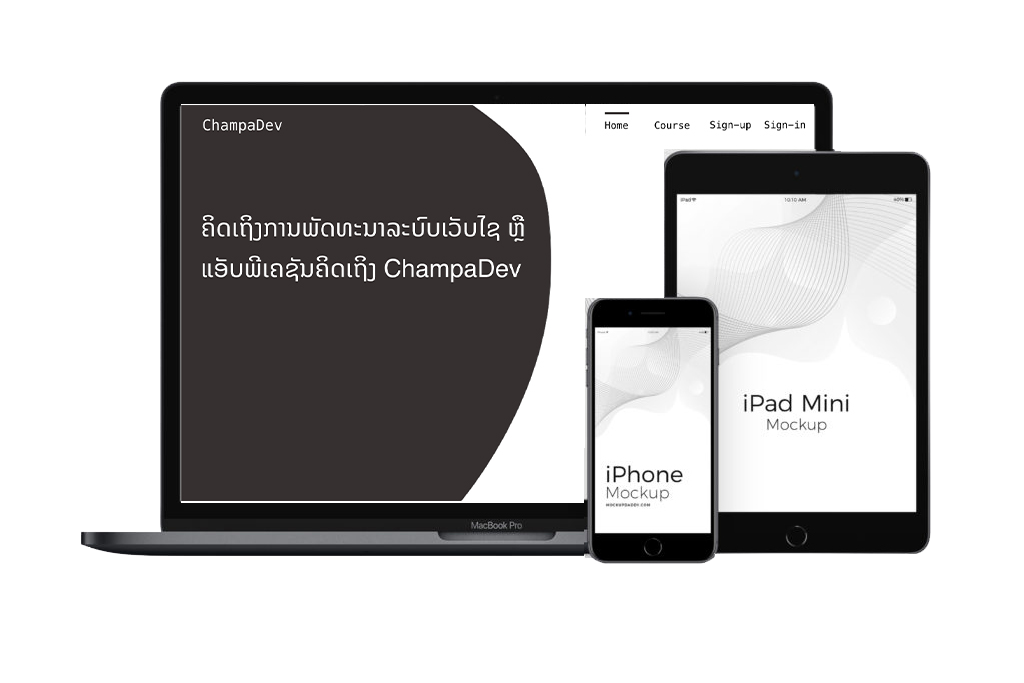 ChampaDev
Home Course Sign-up Sign-in
ຄິດເຖິງການພັດທະນາລະບົບເວັບໄຊ ຫຼື
ແອັບພີເຄຊັນຄິດເຖິງ ChampaDev
MacBook Pro
iPad 10:10 AM 60%
iPad Mini
Mockup
iPhone
Mockup
MOCKUPDADDY.COM